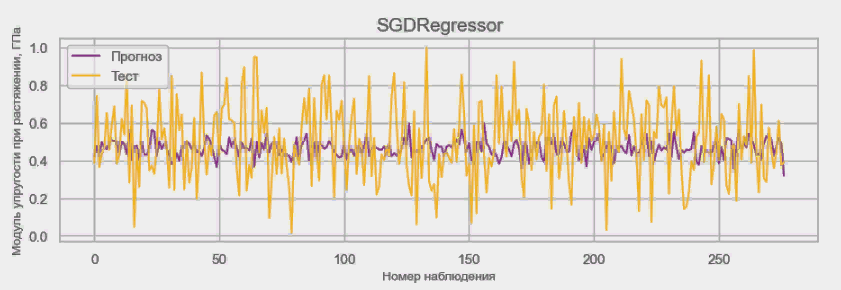 SGDRegressor
Модуль упругости при растяжении, ГПа
1.0
0.8
0.6
0.4
0.2
0.0
Прогноз
Тест
0 50 100 150 200 250
Номер наблюдения